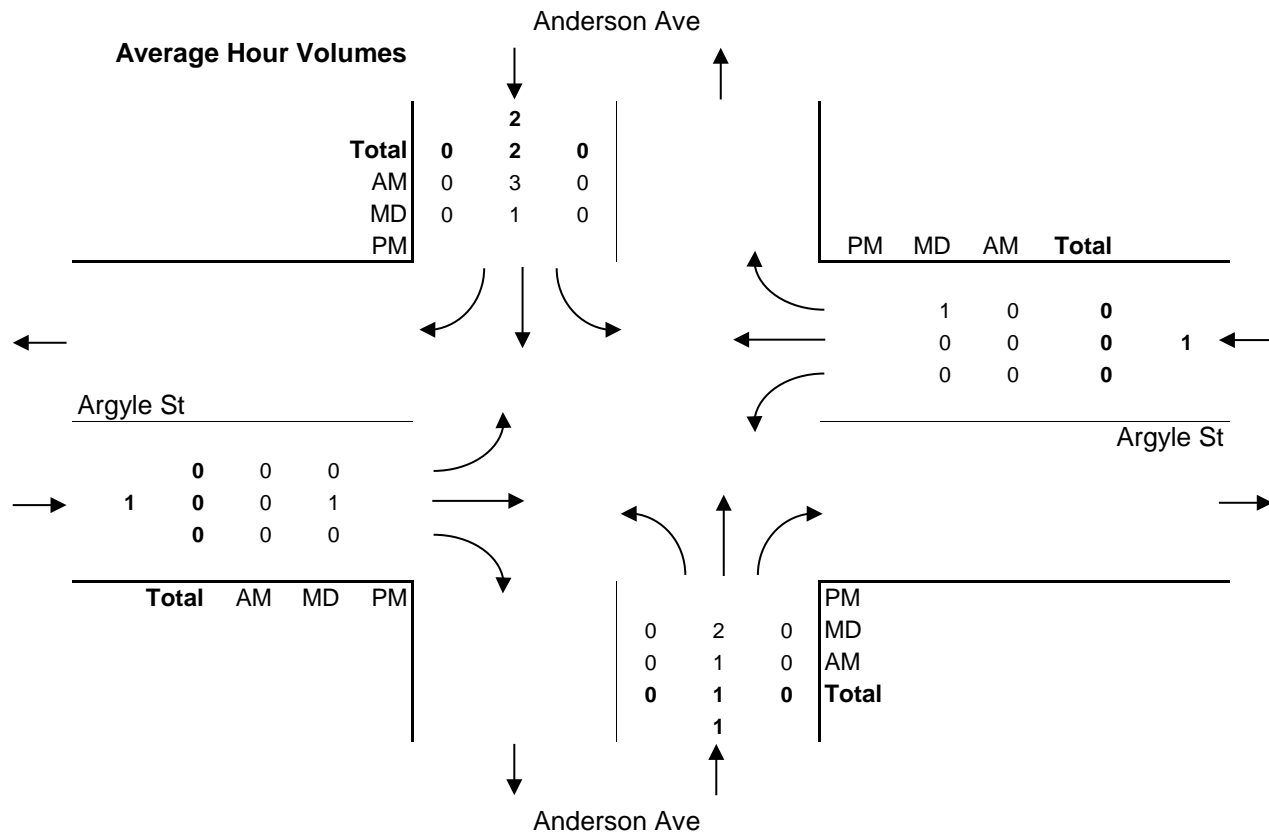 Anderson Ave
Average Hour Volumes
2
Total 0 2 0
AM 0 3 0
MD 0 1 0
PM
PM MD AM Total
1 0 0
0 0 0 1
0 0 0
Argyle St
Argyle St
0 0 0
1 0 0 1
0 0 0
Total AM MD PM
PM
0 2 0 MD
0 1 0 AM
0 1 0 Total
1
Anderson Ave